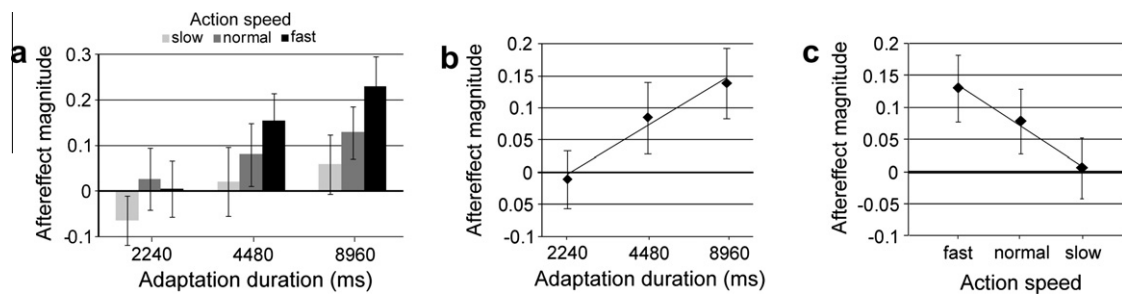 Action speed
slow normal fast
a
Aftereffect magnitude
0.3
0.2
0.1
0
-0.1
2240 4480 8960
Adaptation duration (ms)
b
Aftereffect magnitude
0.2
0.15
0.1
0.05
0
0.05
-0.1
2240 4480 8960
Adaptation duration (ms)
c
Aftereffect magnitude
0.2
0.15
0.1
0.05
0
0.05
-0.1
fast normal slow
Action speed